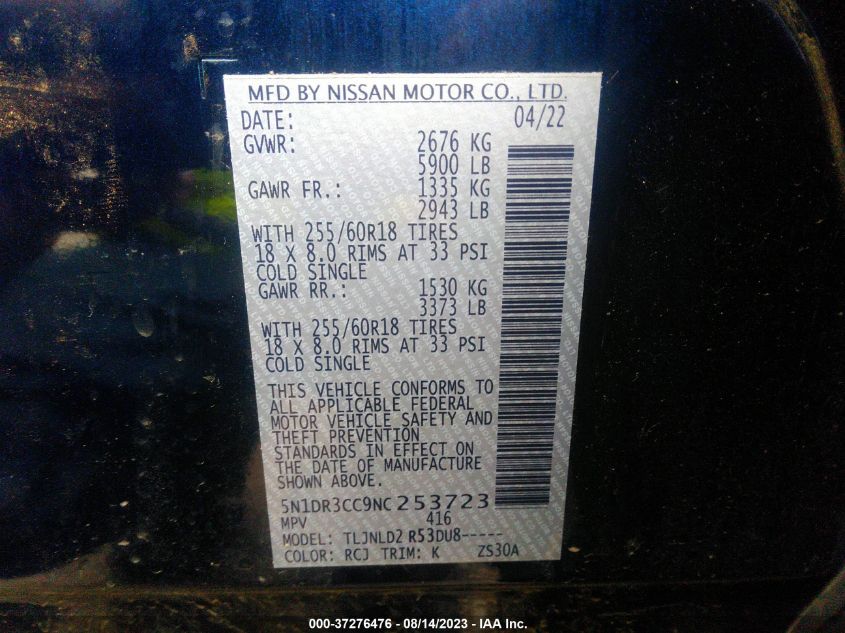 MFD BY NISSAN MOTOR CO., LTD.
DATE: 04/22
GVWR: 2676 KG
5900 LB
GAWR FR.: 1335 KG
2943 LB
WITH 255/60R18 TIRES
18 X 8.0 RIMS AT 33 PSI
COLD SINGLE
GAWR RR.: 1530 KG
3373 LB
WITH 255/60R18 TIRES
18 X 8.0 RIMS AT 33 PSI
COLD SINGLE
THIS VEHICLE CONFORMS TO
ALL APPLICABLE FEDERAL
MOTOR VEHICLE SAFETY AND
THEFT PREVENTION
STANDARDS IN EFFECT ON
THE DATE OF MANUFACTURE
SHOWN ABOVE.
5N1DR3CC9NC253723
MPV 416
MODEL: TLJNLD2 R53DU8-----
COLOR: RCJ TRIM: K ZS30A
000-37276476 - 08/14/2023 - IAA Inc.